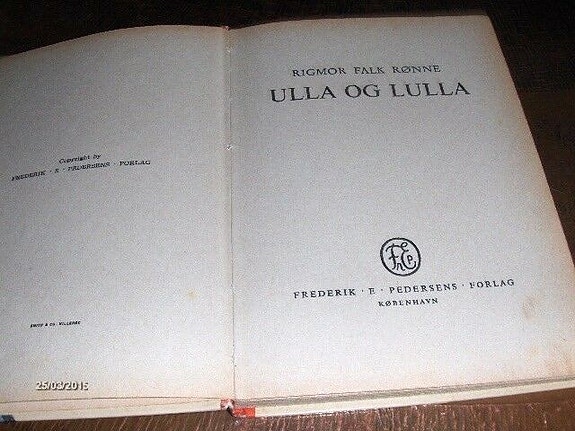 Copyright by
FREDERIK · E · PEDERSENS · FORLAG
25/03/2015
RIGMOR FALK RØNNE
ULLA OG LULLA
FREDERIK · E · PEDERSENS · FORLAG
KØBENHAVN